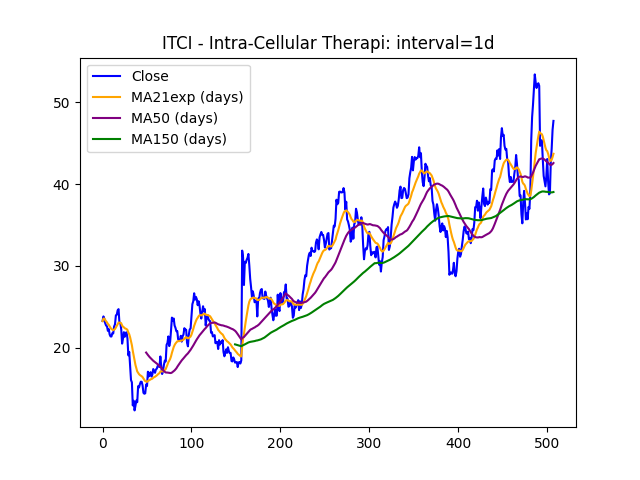 ITCI - Intra-Cellular Therapi: interval=1d
Close
MA21exp (days)
MA50 (days)
MA150 (days)
50
40
30
20
0 100 200 300 400 500